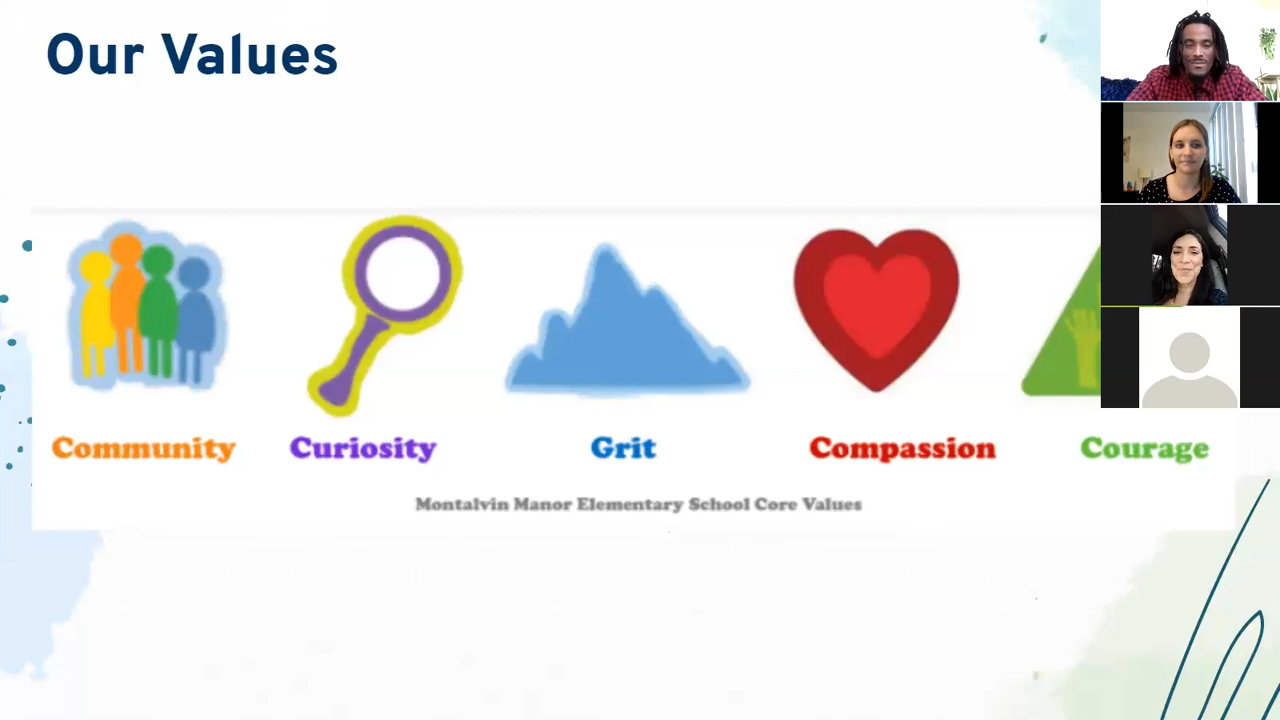 Our Values
Community Curiosity Grit Compassion Courage
Montalvin Manor Elementary School Core Values